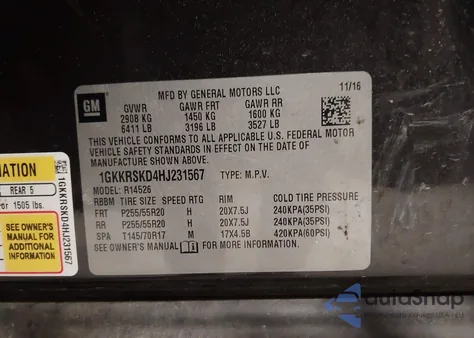 GM
MFD BY GENERAL MOTORS LLC
11/16
GVWR GAWR FRT GAWR RR
2908 KG 1450 KG 1600 KG
6411 LB 3196 LB 3527 LB
THIS VEHICLE CONFORMS TO ALL APPLICABLE U.S. FEDERAL MOTOR
VEHICLE SAFETY AND THEFT PREVENTION STANDARDS IN EFFECT ON THE DATE OF
MANUFACTURE SHOWN ABOVE.
1GKKRSKD4HJ231567 TYPE: M.P.V.
MODEL: R14526
RBBM TIRE SIZE SPEED RTG RIM COLD TIRE PRESSURE
FRT P255/55R20 H 20X7.5J 240KPA(35PSI)
RR P255/55R20 H 20X7.5J 240KPA(35PSI)
SPA T145/70R17 M 17X4.5B 420KPA(60PSI)
SEE OWNER'S MANUAL FOR MORE INFORMATION.
MATION
REAR 5
r 1505 lbs.
SEE OWNER'S
MANUAL FOR
ADDITIONAL
INFORMATION
1GKKRSKD4HJ231567
AutoSnap